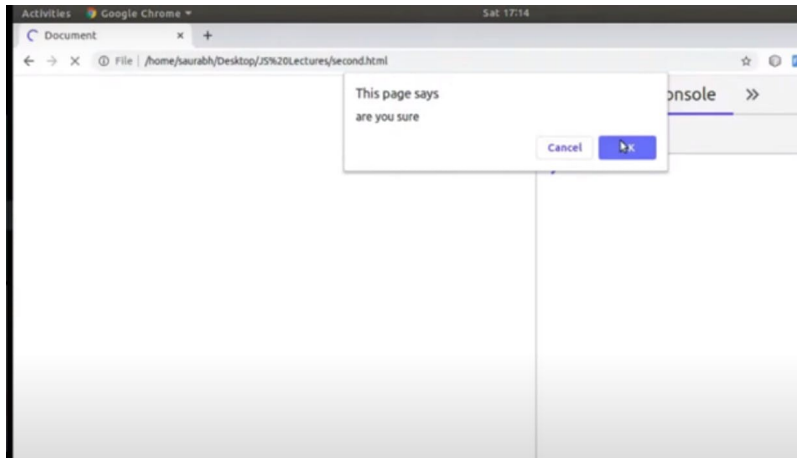 Activities Google Chrome Sat 17:14
Document
File /home/saurabh/Desktop/JS%20Lectures/second.html
This page says
are you sure
onsole
Cancel